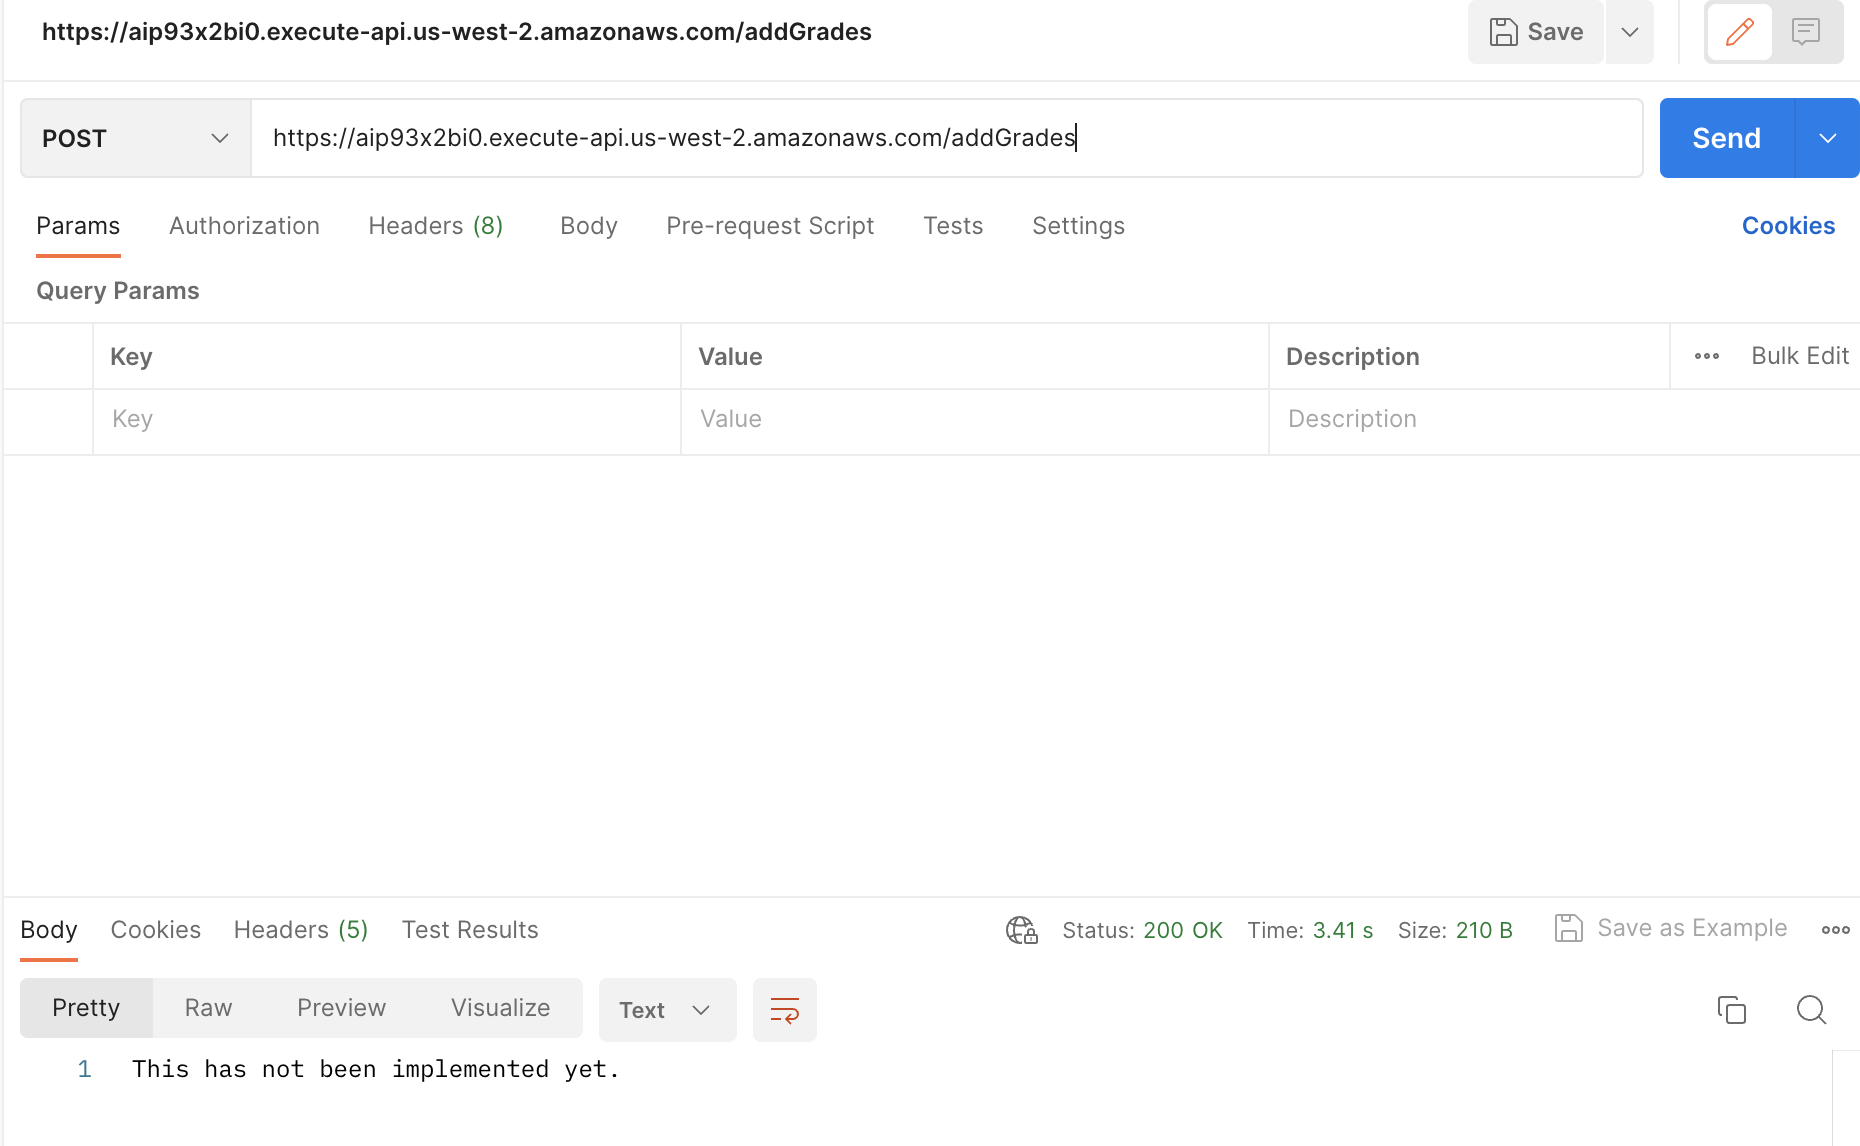 https://aip93x2bi0.execute-api.us-west-2.amazonaws.com/addGrades
Save
POST
https://aip93x2bi0.execute-api.us-west-2.amazonaws.com/addGrades
Send
Params Authorization Headers (8) Body Pre-request Script Tests Settings Cookies
Query Params
Key Value Description Bulk Edit
Key Value Description
Body Cookies Headers (5) Test Results Status: 200 OK Time: 3.41 s Size: 210 B Save as Example
Pretty Raw Preview Visualize Text
1 This has not been implemented yet.